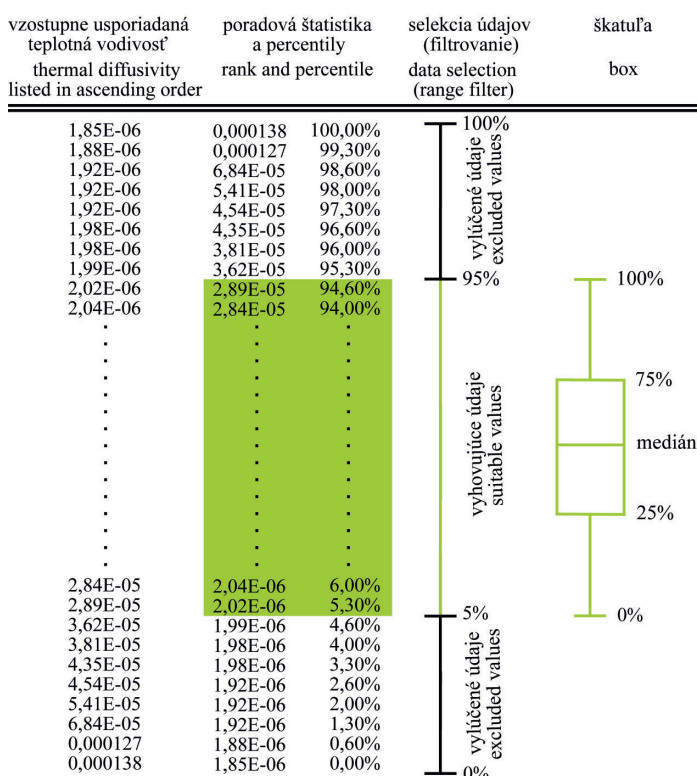 vzostupne usporiadaná poradová štatistika selekcia údajov škatuľa
teplotná vodivosť a percentily (filtrovanie)
thermal diffusivity rank and percentile data selection box
listed in ascending order (range filter)
1,85E-06 0,000138 100,00% 100%
1,88E-06 0,000127 99,30%
1,92E-06 6,84E-05 98,60%
1,92E-06 5,41E-05 98,00%
1,92E-06 4,54E-05 97,30%
1,98E-06 4,35E-05 96,60%
1,98E-06 3,81E-05 96,00%
1,99E-06 3,62E-05 95,30%
vylúčené údaje
excluded values
2,02E-06 2,89E-05 94,60% 95% 100%
2,04E-06 2,84E-05 94,00%
. . .
. . .
. . .
. . .
. . .
. . .
. . .
. . .
. . .
. . .
. . .
. . .
. . .
vyhovujúce údaje
suitable values
75%
medián
25%
2,84E-05 2,04E-06 6,00%
2,89E-05 2,02E-06 5,30% 5% 0%
3,62E-05 1,99E-06 4,60%
3,81E-05 1,98E-06 4,00%
4,35E-05 1,98E-06 3,30%
4,54E-05 1,92E-06 2,60%
5,41E-05 1,92E-06 2,00%
6,84E-05 1,92E-06 1,30%
0,000127 1,88E-06 0,60%
0,000138 1,85E-06 0,00% 0%
vylúčené údaje
excluded values